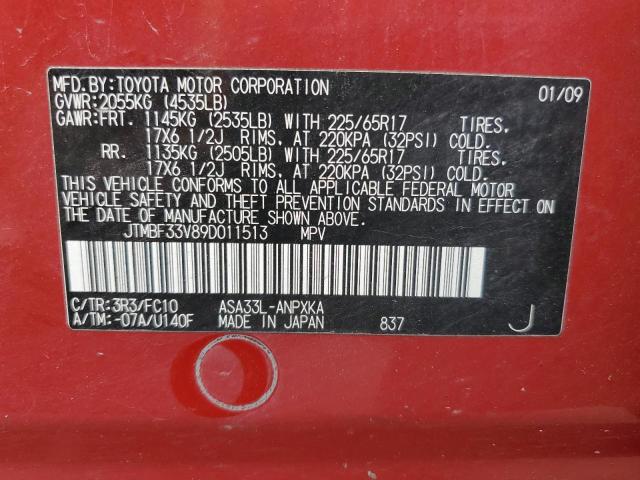 MFD.BY:TOYOTA MOTOR CORPORATION 01/09
GVWR:2055KG (4535LB)
GAWR:FRT. 1145KG (2535LB) WITH 225/65R17 TIRES,
17X6 1/2J RIMS, AT 220KPA (32PSI) COLD.
RR. 1135KG (2505LB) WITH 225/65R17 TIRES,
17X6 1/2J RIMS, AT 220KPA (32PSI) COLD.
THIS VEHICLE CONFORMS TO ALL APPLICABLE FEDERAL MOTOR
VEHICLE SAFETY AND THEFT PREVENTION STANDARDS IN EFFECT ON
THE DATE OF MANUFACTURE SHOWN ABOVE.
JTMBF33V89D011513 MPV
C/TR:3R3/FC10 ASA33L-ANPXKA
A/TM:-07A/U140F MADE IN JAPAN 837 J